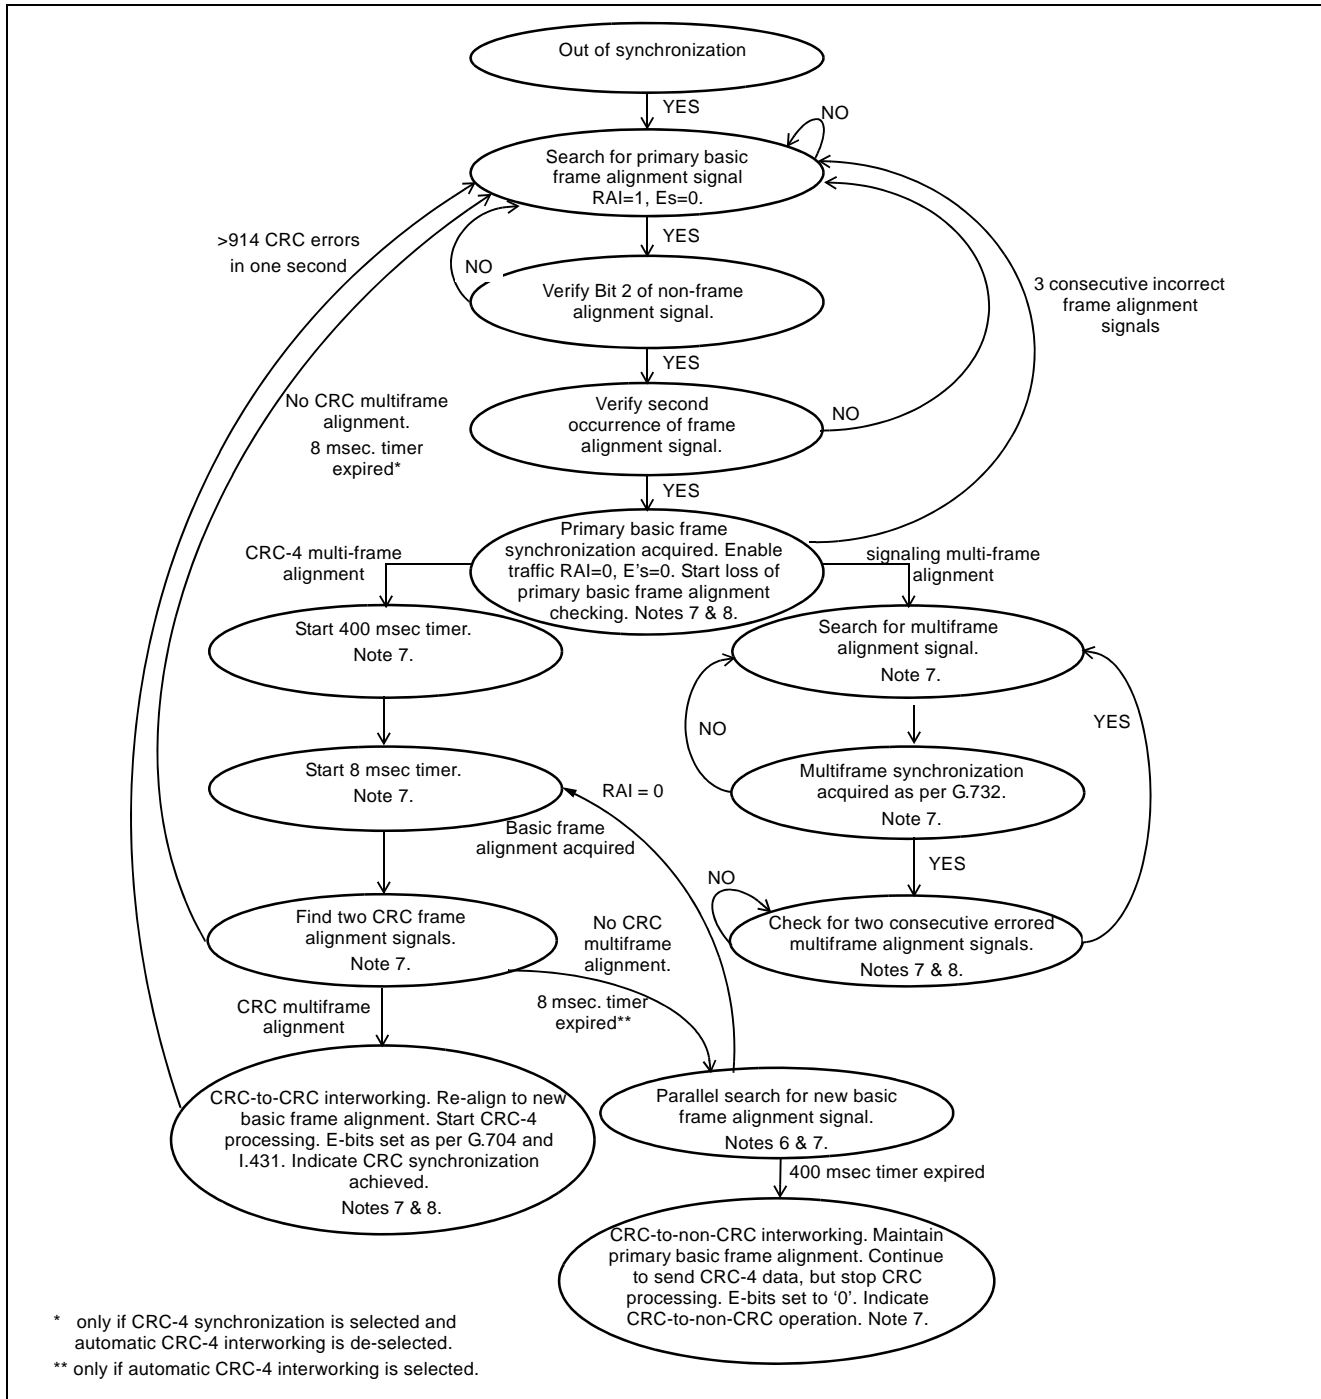 Out of synchronization
YES
NO
Search for primary basic
frame alignment signal
RAI=1, Es=0.
YES
>914 CRC errors
in one second
NO
Verify Bit 2 of non-frame
alignment signal.
3 consecutive incorrect
frame alignment
signals
YES
No CRC multiframe
alignment.
8 msec. timer
expired*
Verify second
occurrence of frame
alignment signal.
NO
YES
Primary basic frame
synchronization acquired. Enable
traffic RAI=0, E's=0. Start loss of
primary basic frame alignment
checking. Notes 7 & 8.
CRC-4 multi-frame
alignment
signaling multi-frame
alignment
Start 400 msec timer.
Note 7.
Search for multiframe
alignment signal.
Note 7.
NO
YES
Start 8 msec timer.
Note 7.
RAI = 0
Basic frame
alignment acquired
Multiframe synchronization
acquired as per G.732.
Note 7.
YES
NO
Find two CRC frame
alignment signals.
Note 7.
No CRC
multiframe
alignment.
8 msec. timer
expired**
Check for two consecutive errored
multiframe alignment signals.
Notes 7 & 8.
CRC multiframe
alignment
CRC-to-CRC interworking. Re-align to new
basic frame alignment. Start CRC-4
processing. E-bits set as per G.704 and
I.431. Indicate CRC synchronization
achieved.
Notes 7 & 8.
Parallel search for new basic
frame alignment signal.
Notes 6 & 7.
400 msec timer expired
CRC-to-non-CRC interworking. Maintain
primary basic frame alignment. Continue
to send CRC-4 data, but stop CRC
processing. E-bits set to ‘0’. Indicate
CRC-to-non-CRC operation. Note 7.
* only if CRC-4 synchronization is selected and
automatic CRC-4 interworking is de-selected.
** only if automatic CRC-4 interworking is selected.